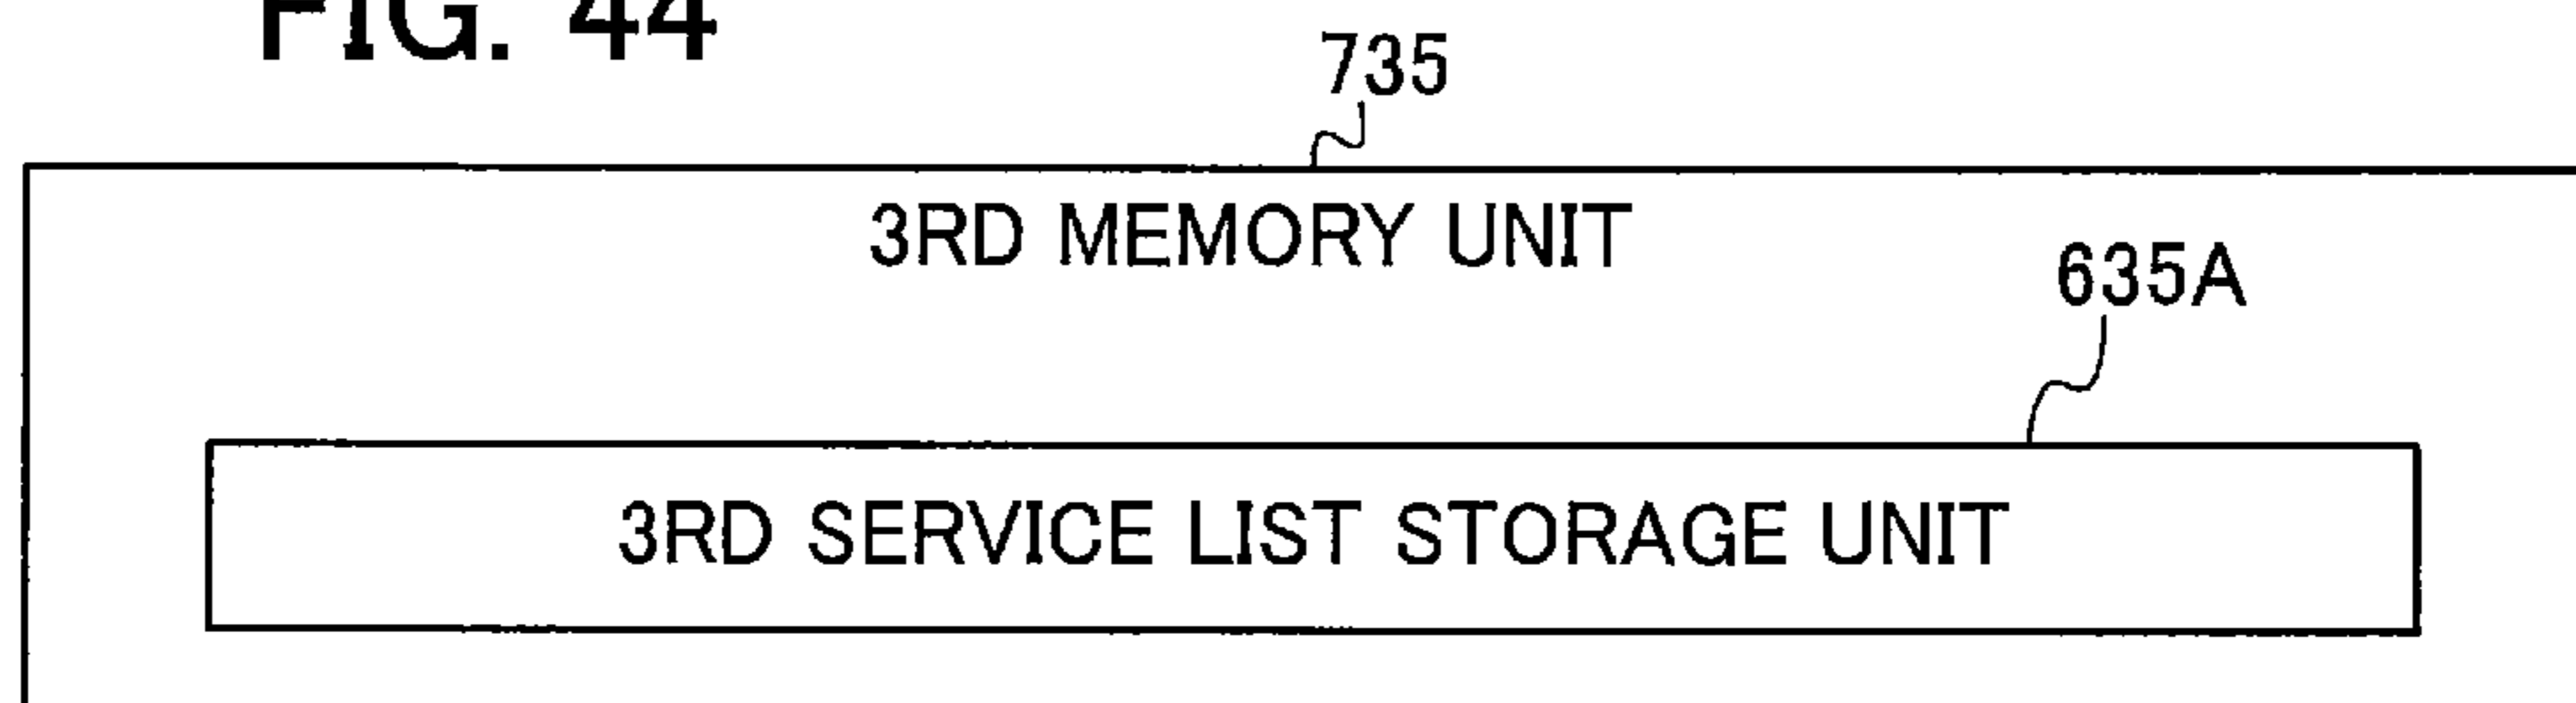 FIG. 44
735
3RD MEMORY UNIT
635A
3RD SERVICE LIST STORAGE UNIT